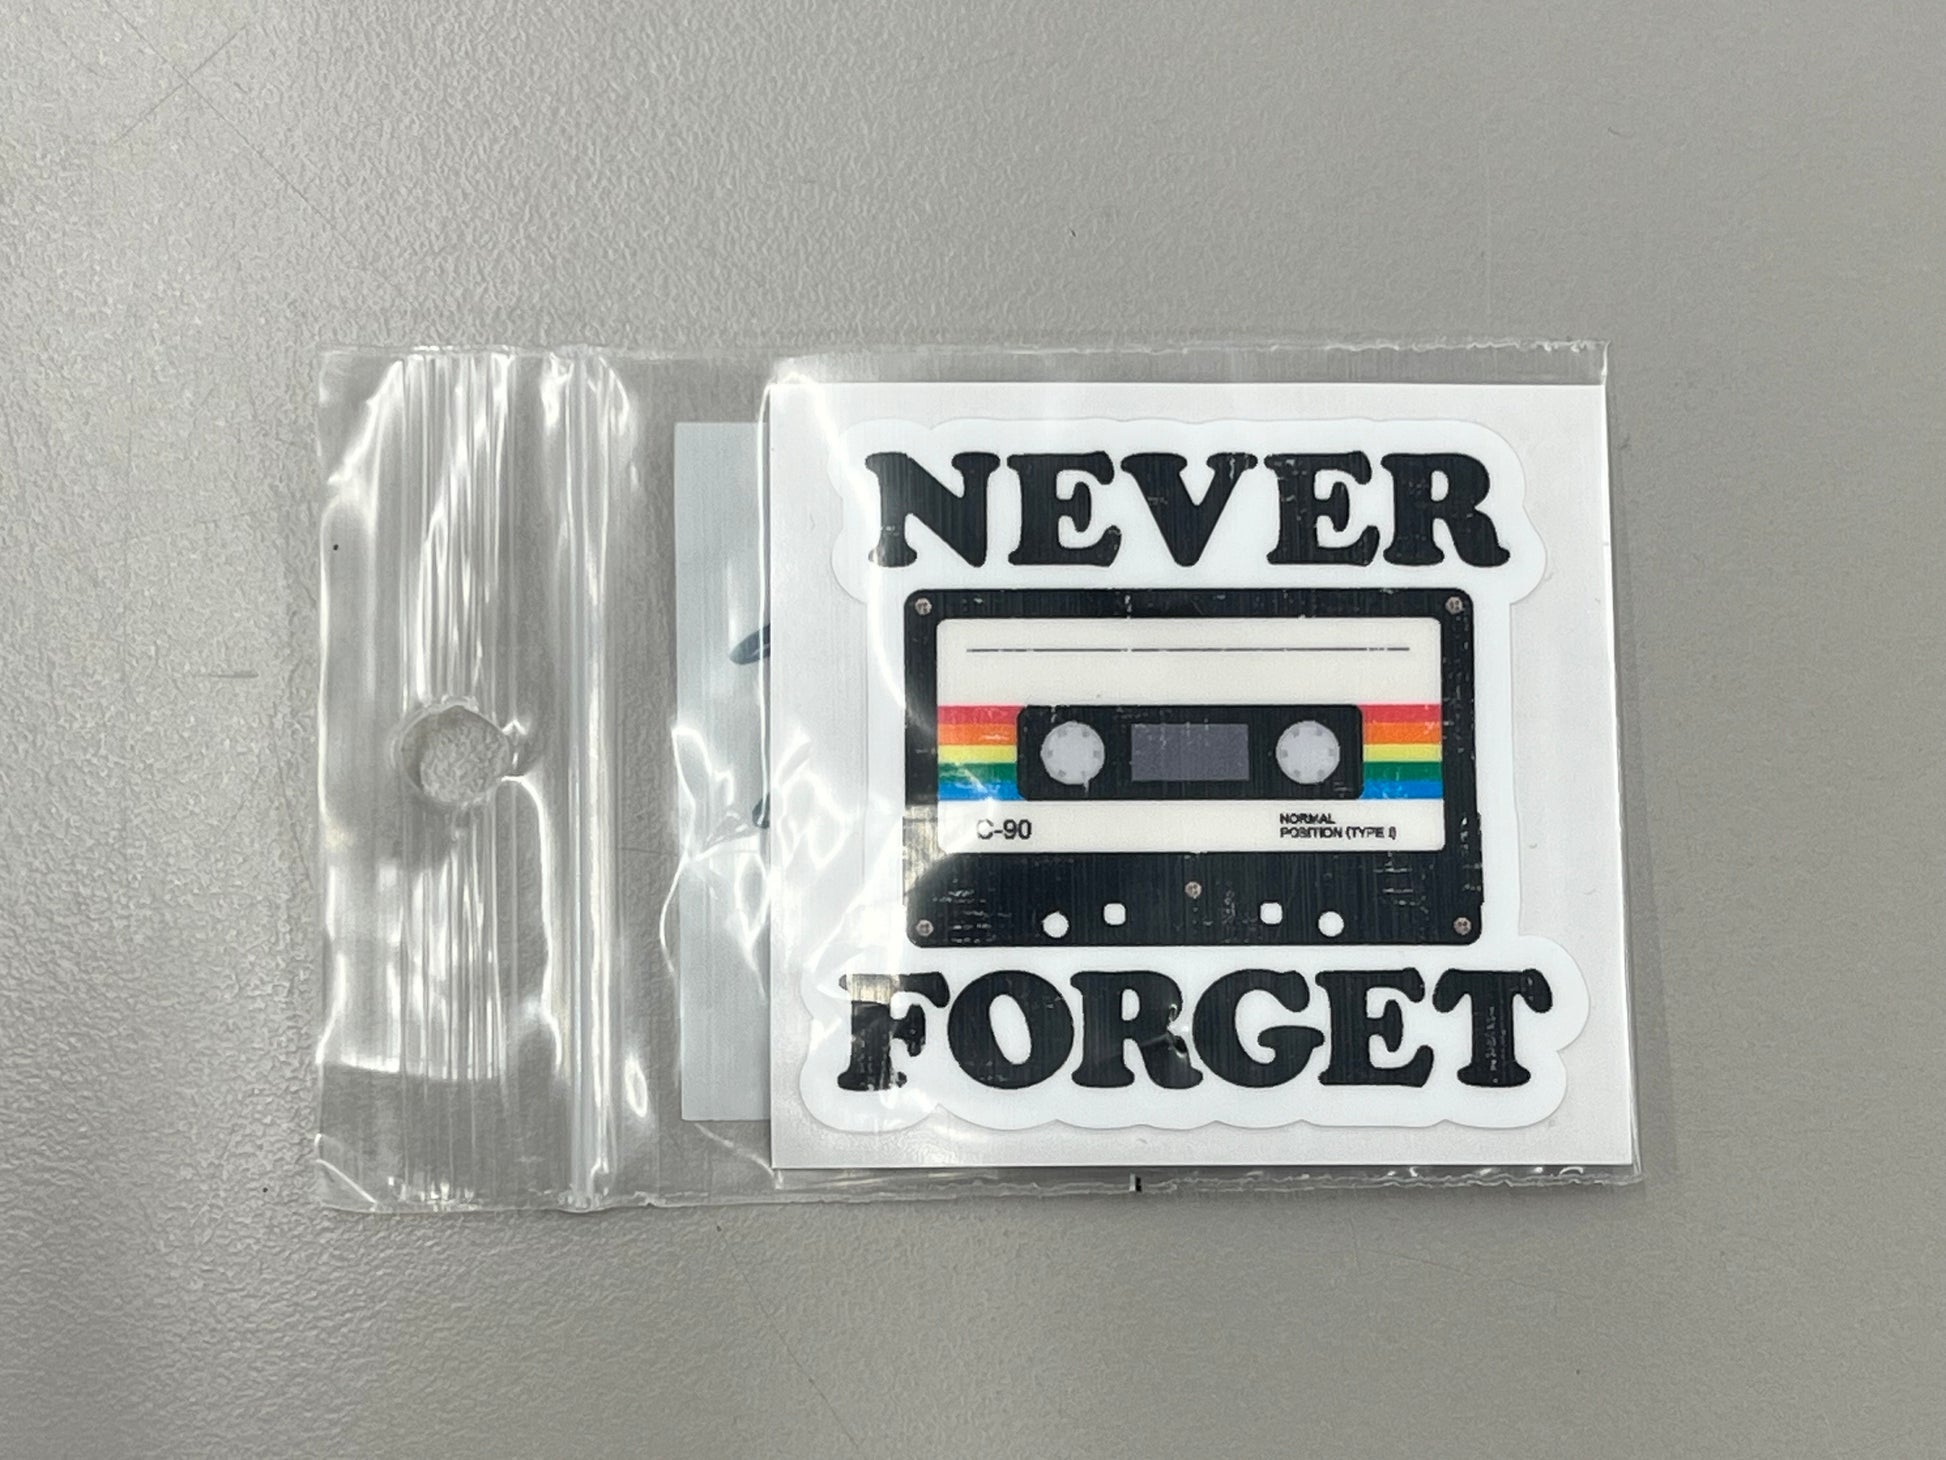 NEVER
C-90
NORMAL
POSITION (TYPE I)
FORGET